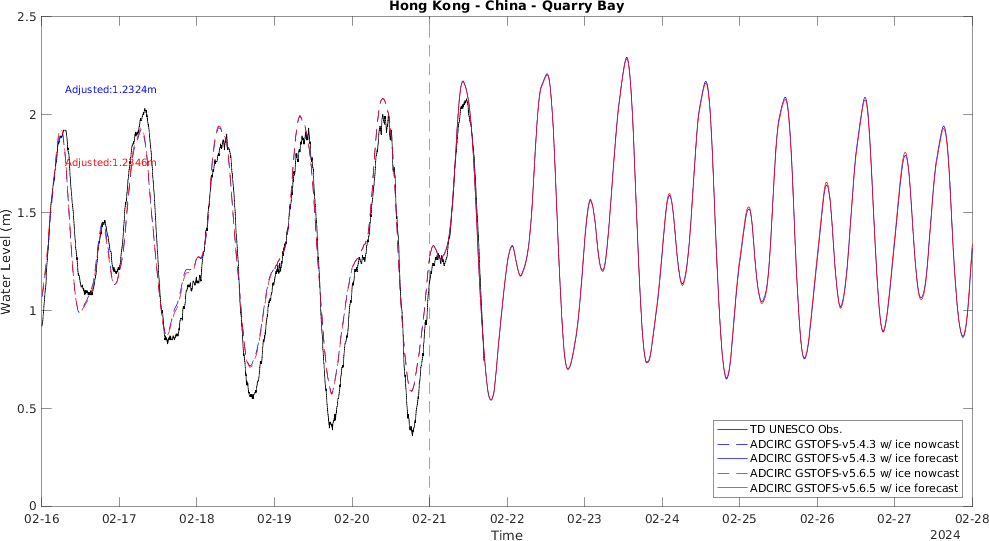 Hong Kong - China - Quarry Bay
2.5
2
1.5
1
0.5
0
Water Level (m)
Adjusted:1.2324m
Adjusted:1.2346m
TD UNESCO Obs.
ADCIRC GSTOFS-v5.4.3 w/ ice nowcast
ADCIRC GSTOFS-v5.4.3 w/ ice forecast
ADCIRC GSTOFS-v5.6.5 w/ ice nowcast
ADCIRC GSTOFS-v5.6.5 w/ ice forecast
02-16 02-17 02-18 02-19 02-20 02-21 02-22 02-23 02-24 02-25 02-26 02-27 02-28
Time
2024